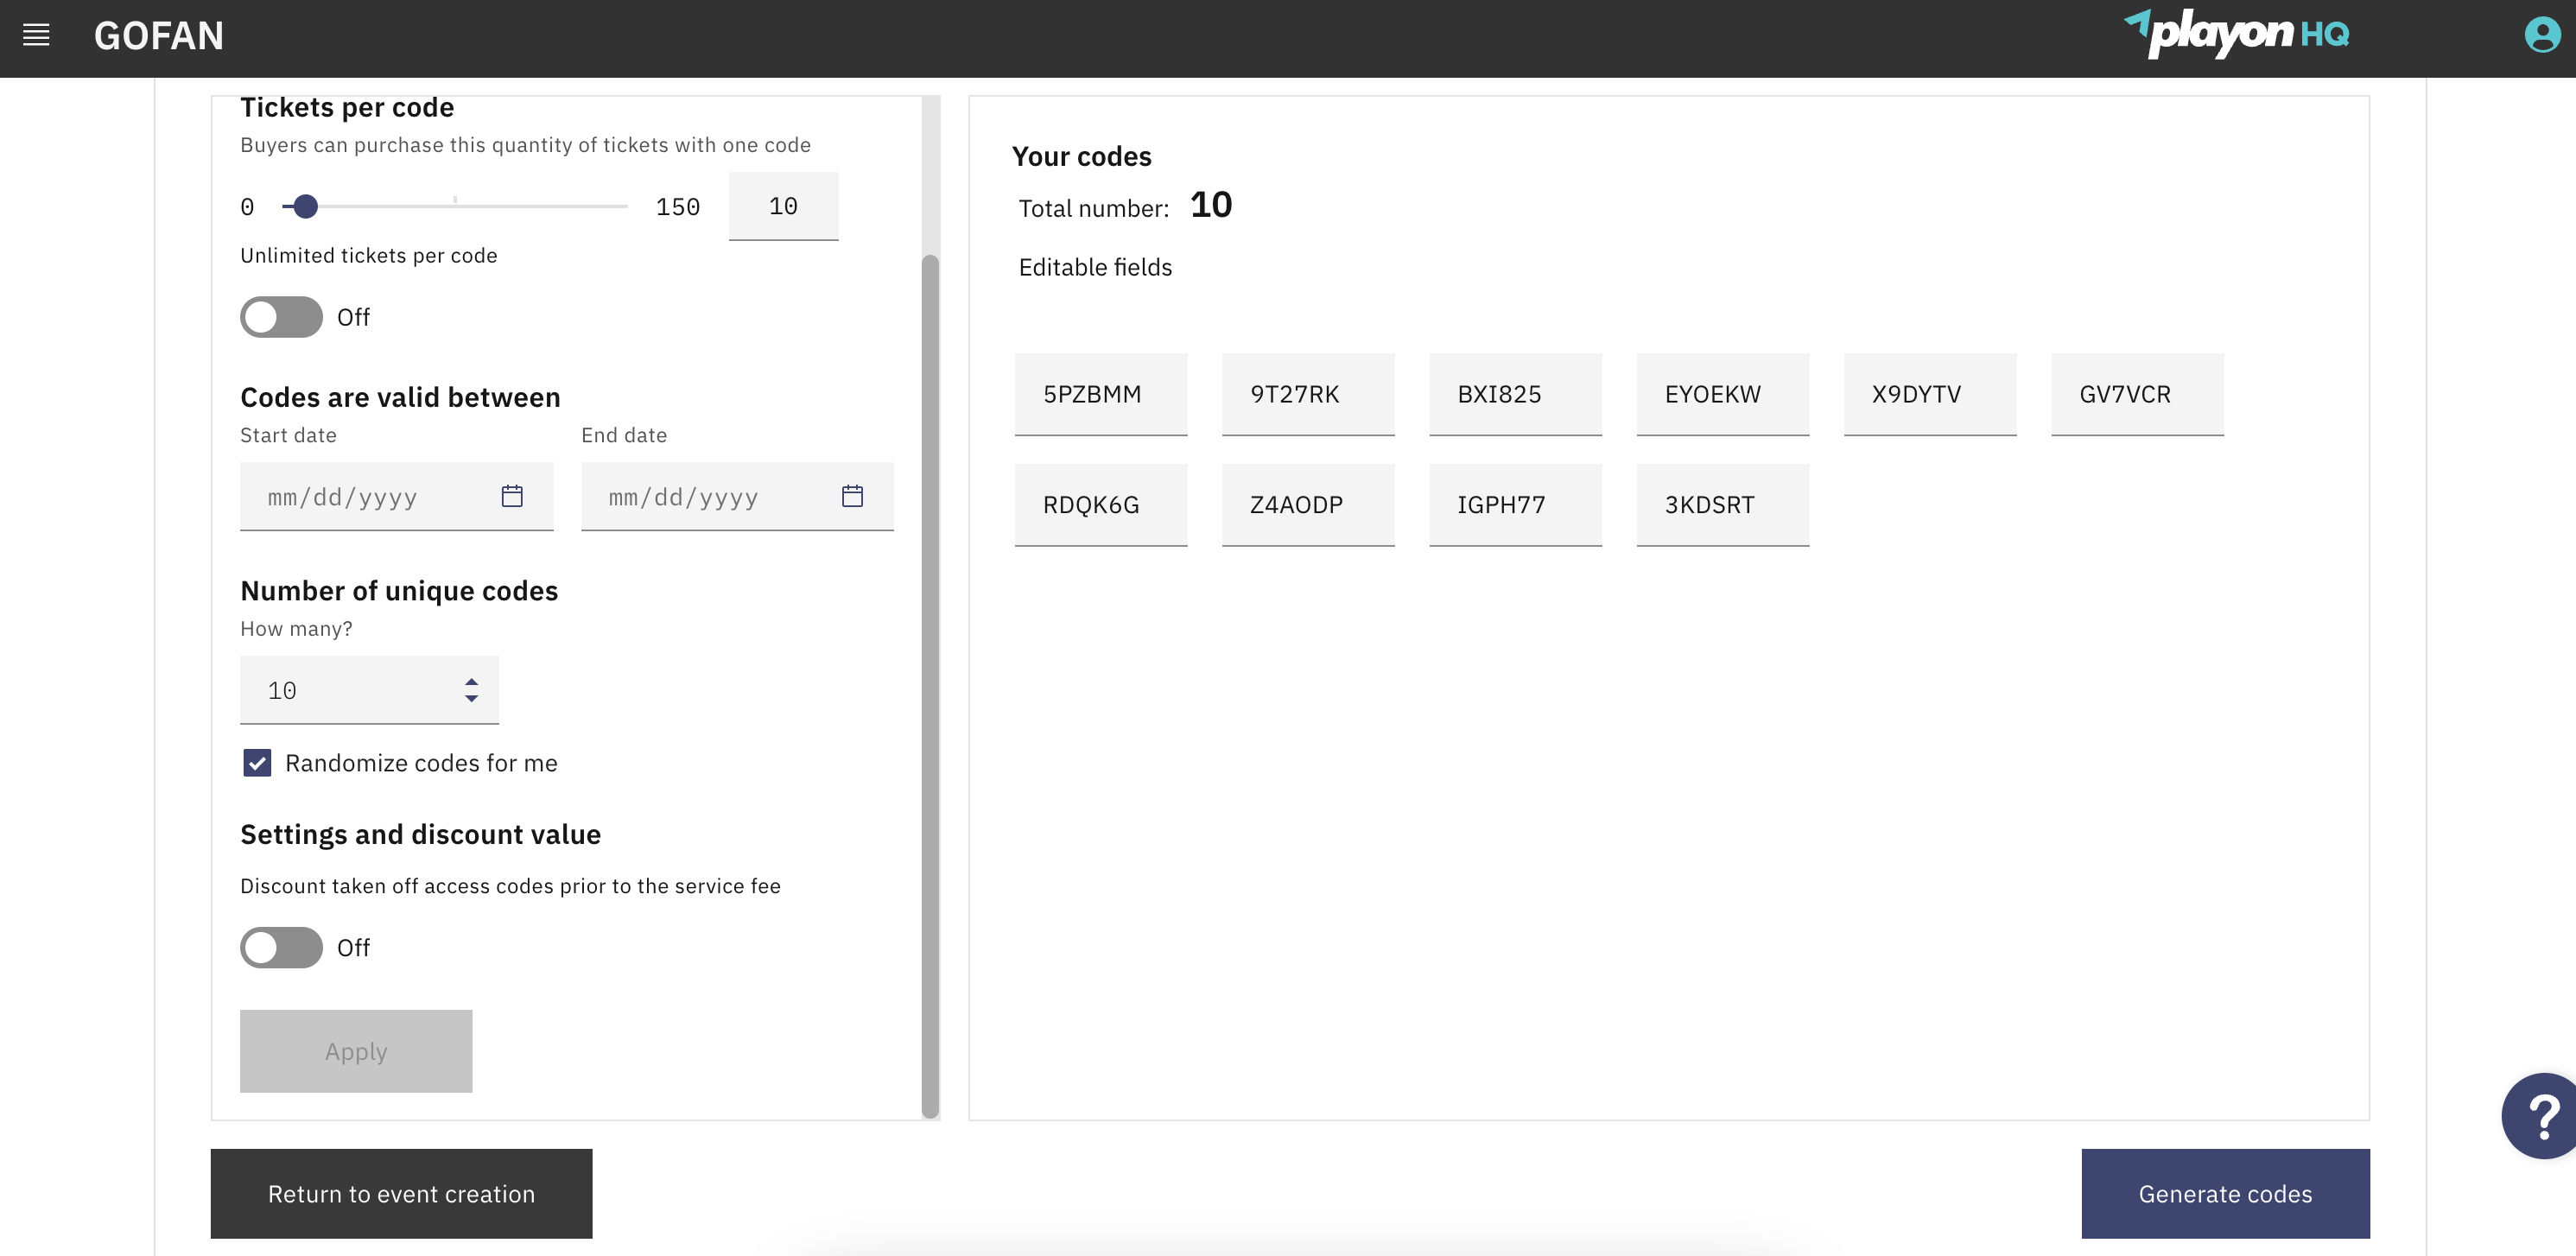 GOFAN
playon HQ
Tickets per code
Buyers can purchase this quantity of tickets with one code
0
150
10
Unlimited tickets per code
Off
Codes are valid between
Start date
End date
mm/dd/yyyy
mm/dd/yyyy
Number of unique codes
How many?
10
Randomize codes for me
Settings and discount value
Discount taken off access codes prior to the service fee
Off
Apply
Your codes
Total number: 10
Editable fields
5PZBMM 9T27RK BXI825 EYOEKW X9DYTV GV7VCR
RDQK6G Z4AODP IGPH77 3KDSRT
?
Return to event creation
Generate codes